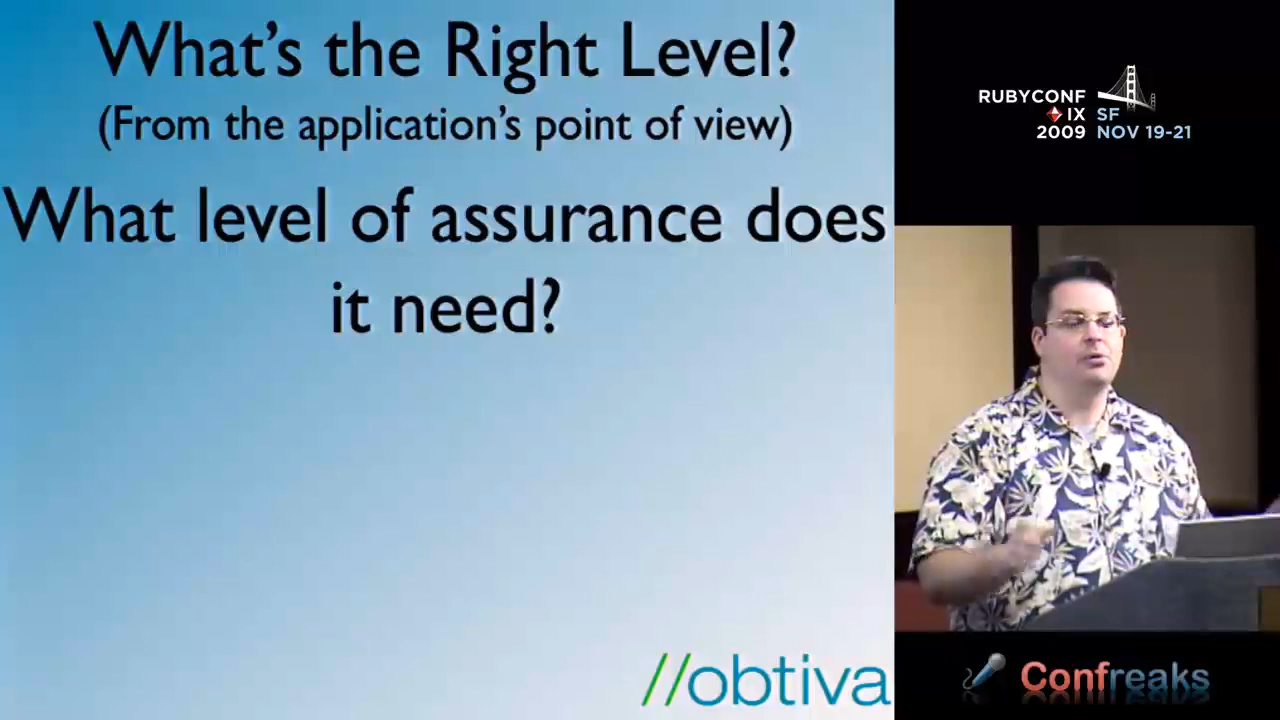 What's the Right Level?
(From the application's point of view)
What level of assurance does
it need?
//obtiva
RUBYCONF
IX SF
2009 NOV 19-21
Confreaks